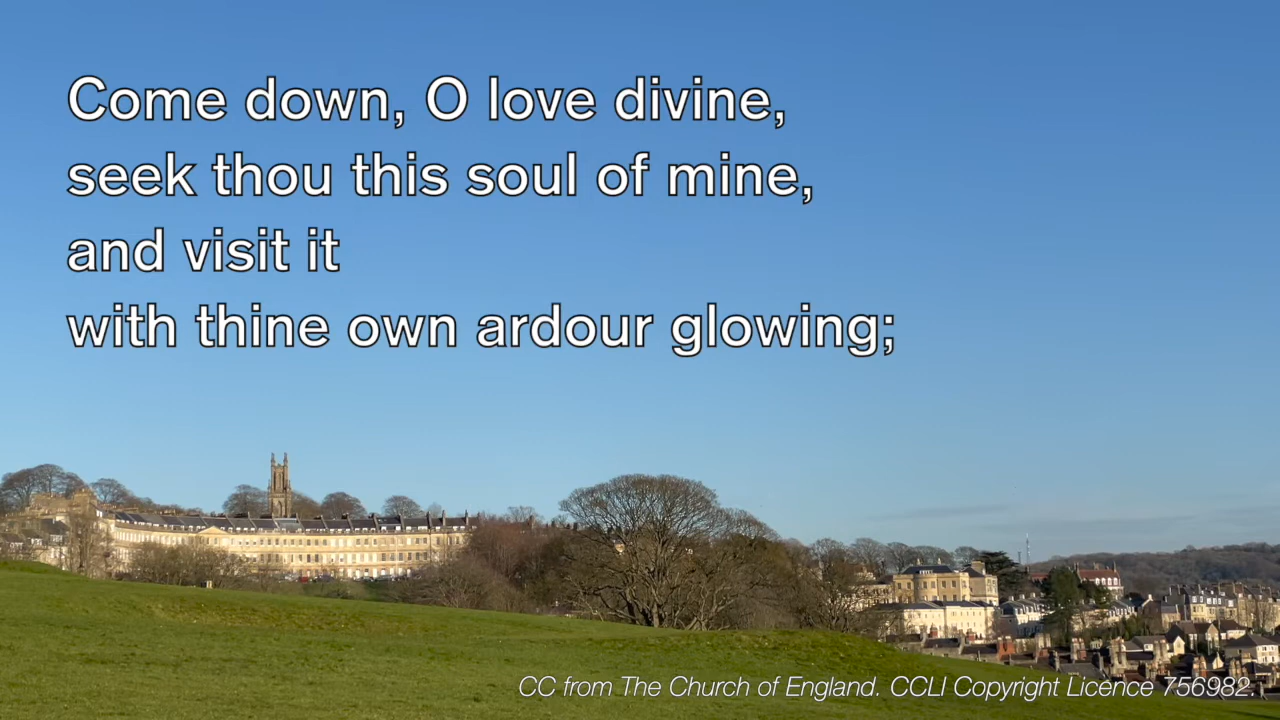 Come down, O love divine,
seek thou this soul of mine,
and visit it
with thine own ardour glowing;
CC from The Church of England. CCLI Copyright Licence 756982.